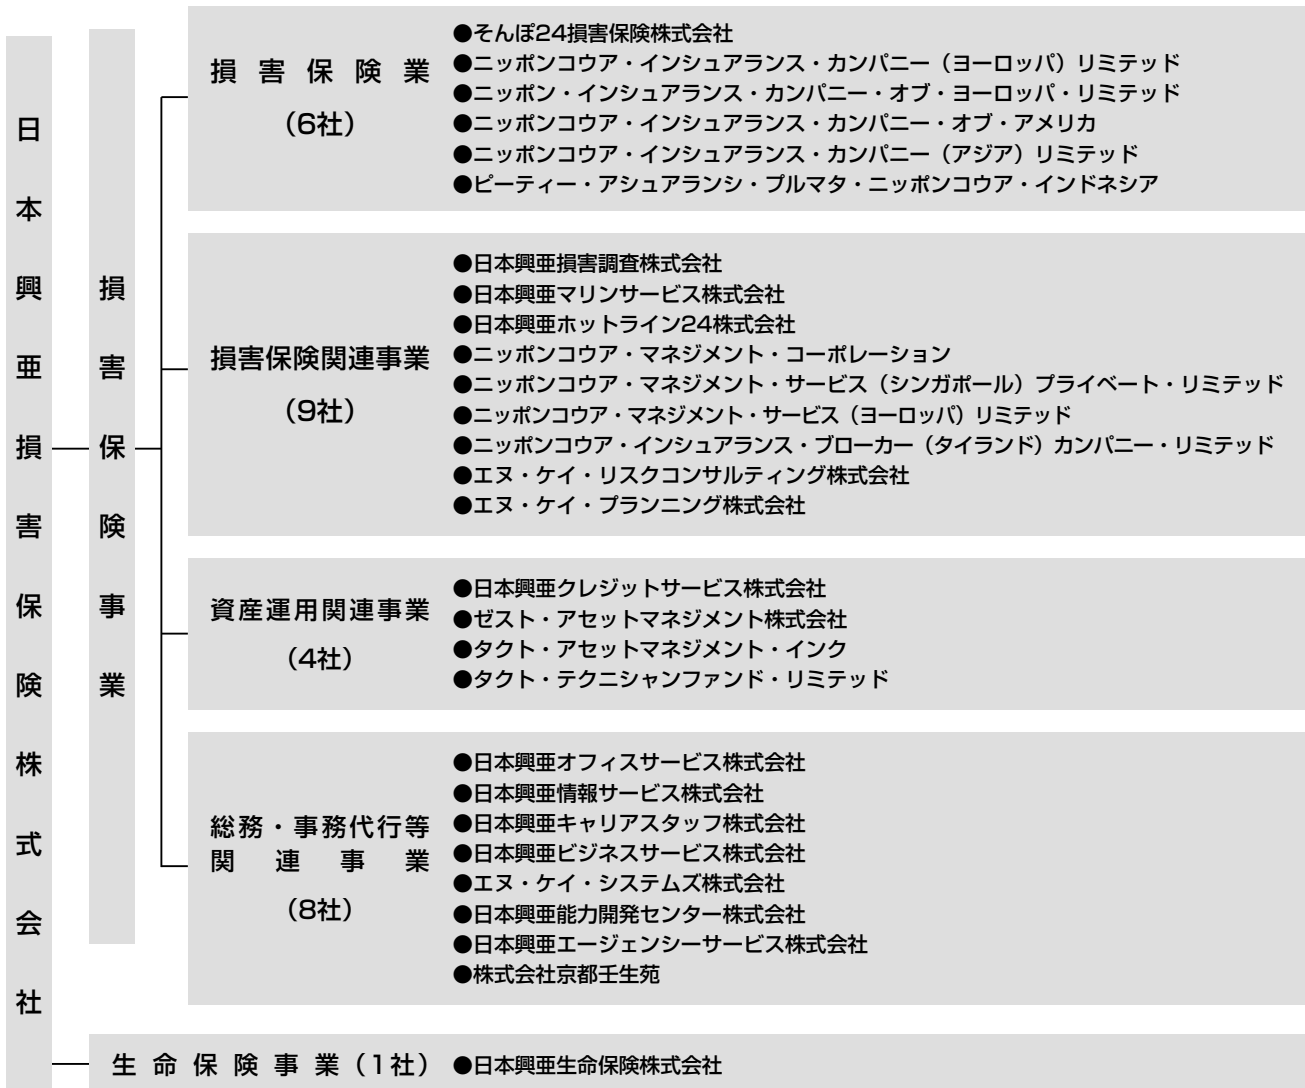 日本興亜損害保険株式会社
損害保険事業
損害保険業
（6社）
●そんぽ24損害保険株式会社
●ニッポンコウア・インシュアランス・カンパニー（ヨーロッパ）リミテッド
●ニッポン・インシュアランス・カンパニー・オブ・ヨーロッパ・リミテッド
●ニッポンコウア・インシュアランス・カンパニー・オブ・アメリカ
●ニッポンコウア・インシュアランス・カンパニー（アジア）リミテッド
●ピーティー・アシュアランシ・プルマタ・ニッポンコウア・インドネシア
損害保険関連事業
（9社）
●日本興亜損害調査株式会社
●日本興亜マリンサービス株式会社
●日本興亜ホットライン24株式会社
●ニッポンコウア・マネジメント・コーポレーション
●ニッポンコウア・マネジメント・サービス（シンガポール）プライベート・リミテッド
●ニッポンコウア・マネジメント・サービス（ヨーロッパ）リミテッド
●ニッポンコウア・インシュアランス・ブローカー（タイランド）カンパニー・リミテッド
●エヌ・ケイ・リスクコンサルティング株式会社
●エヌ・ケイ・プランニング株式会社
資産運用関連事業
（4社）
●日本興亜クレジットサービス株式会社
●ゼスト・アセットマネジメント株式会社
●タクト・アセットマネジメント・インク
●タクト・テクニシャンファンド・リミテッド
総務・事務代行等
関連事業
（8社）
●日本興亜オフィスサービス株式会社
●日本興亜情報サービス株式会社
●日本興亜キャリアスタッフ株式会社
●日本興亜ビジネスサービス株式会社
●エヌ・ケイ・システムズ株式会社
●日本興亜能力開発センター株式会社
●日本興亜エージェンシーサービス株式会社
●株式会社京都壬生苑
生命保険事業（1社）
●日本興亜生命保険株式会社